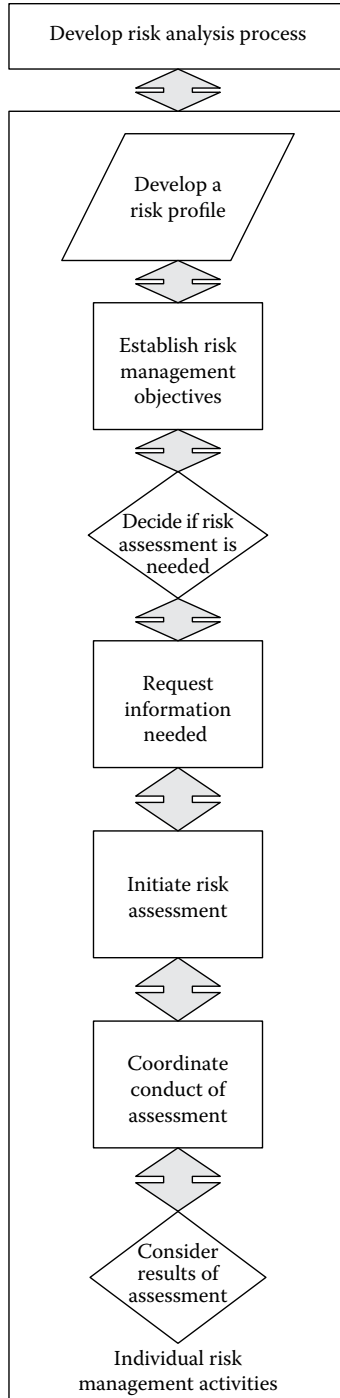 Develop risk analysis process
Develop a
risk profile
Establish risk
management
objectives
Decide if risk
assessment is
needed
Request
information
needed
Initiate risk
assessment
Coordinate
conduct of
assessment
Consider
results of
assessment
Individual risk
management activities